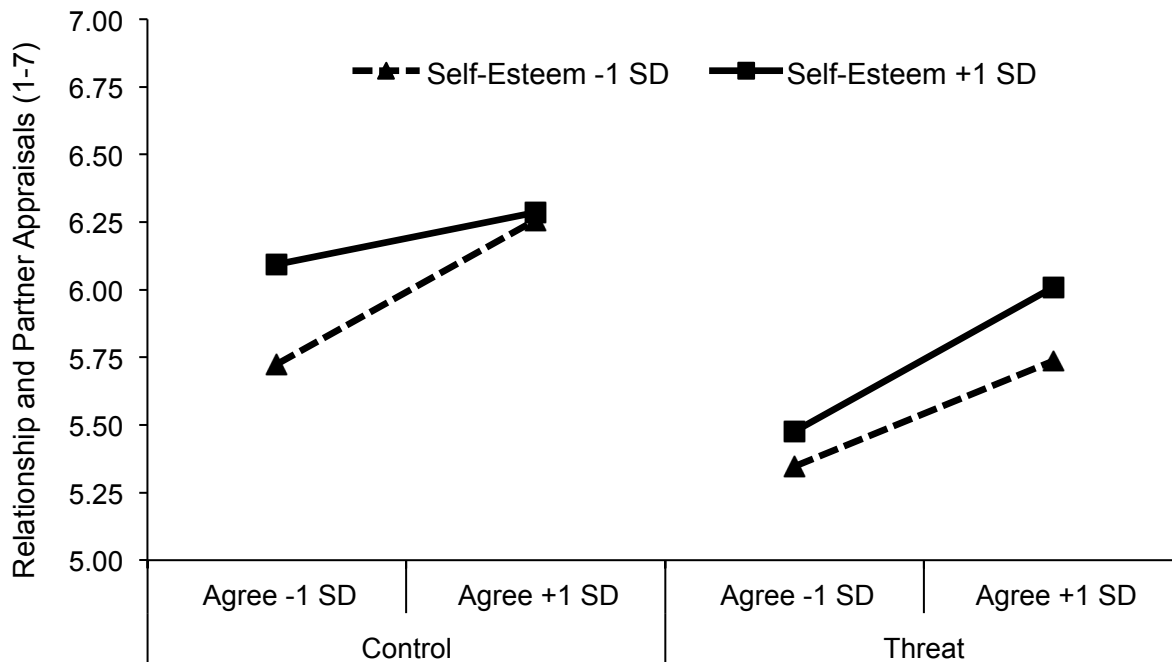 Relationship and Partner Appraisals (1-7)
7.00
6.75
6.50
6.25
6.00
5.75
5.50
5.25
5.00
Self-Esteem -1 SD
Self-Esteem +1 SD
Agree -1 SD
Agree +1 SD
Agree -1 SD
Agree +1 SD
Control
Threat